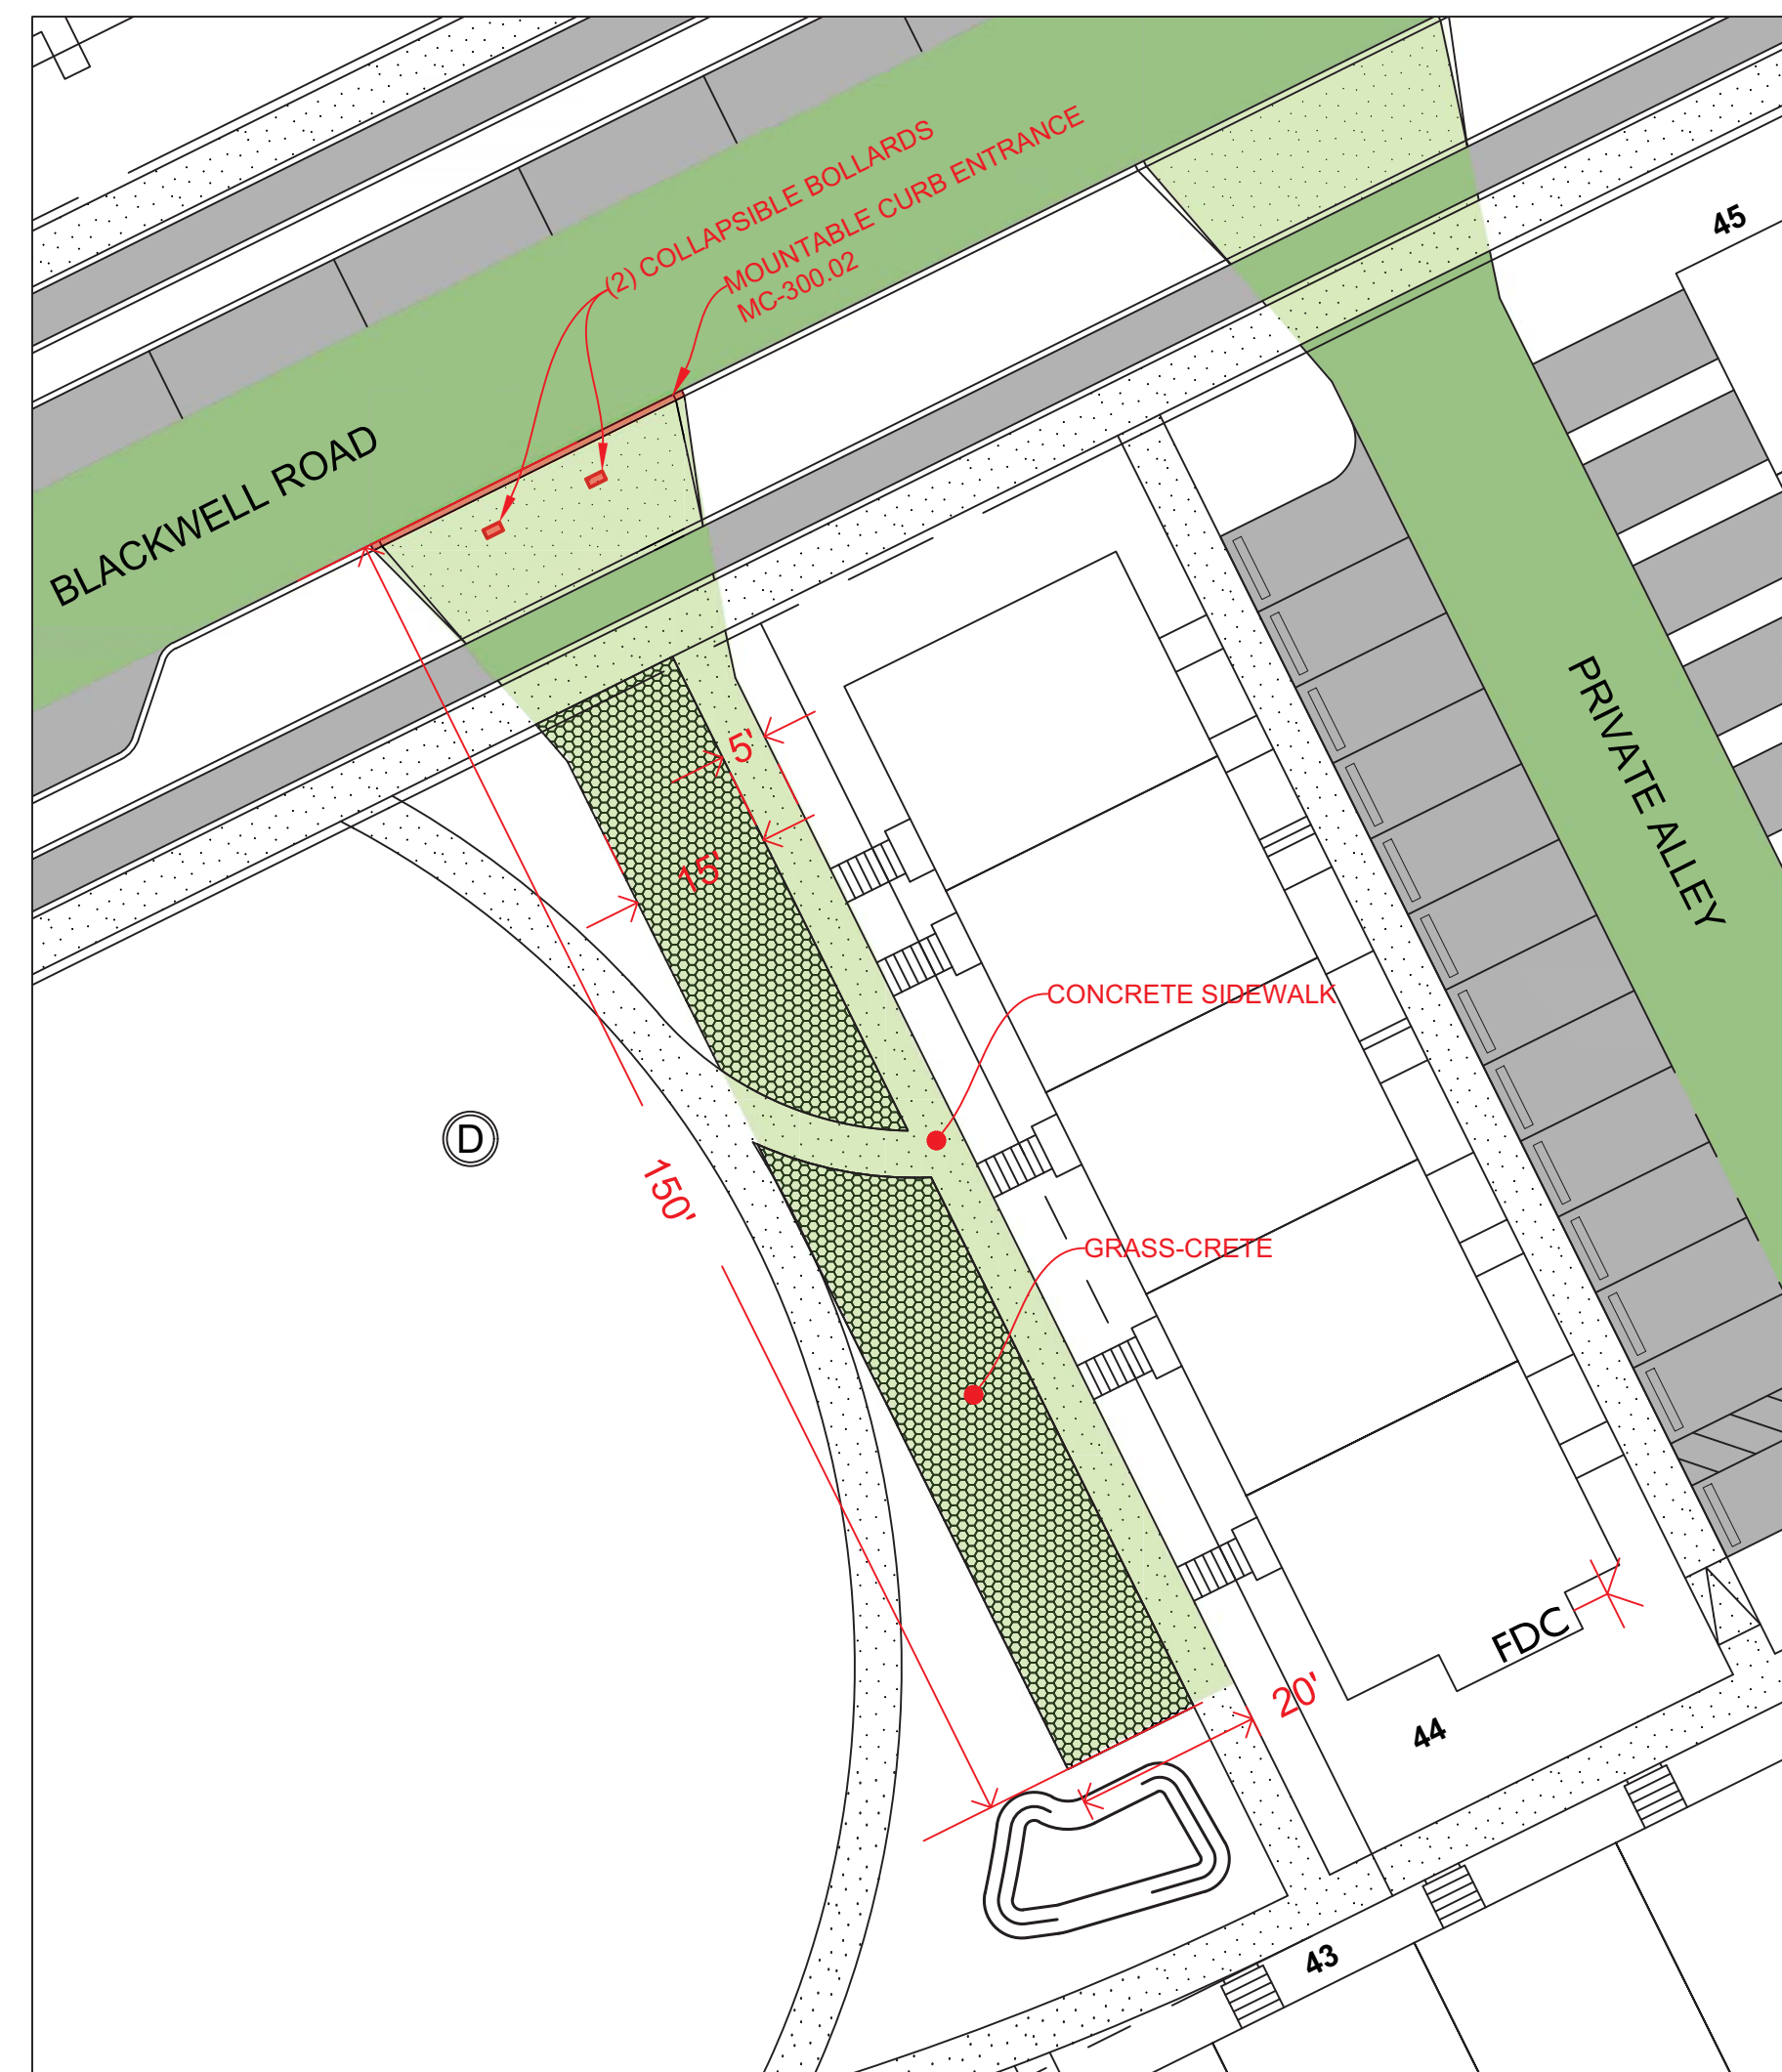 (2) COLLAPSIBLE BOLLARDS
MOUNTABLE CURB ENTRANCE
MC-300.02
45
BLACKWELL ROAD
PRIVATE ALLEY
5'
15'
CONCRETE SIDEWALK
D
150'
GRASS-CRETE
FDC
20'
44
43